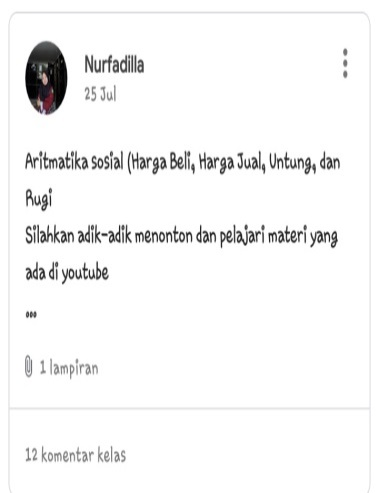 Nurfadilla
25 Jul
Aritmatika sosial (Harga Beli, Harga Jual, Untung, dan
Rugi
Silahkan adik-adik menonton dan pelajari materi yang
ada di youtube
...
1 lampiran
12 komentar kelas